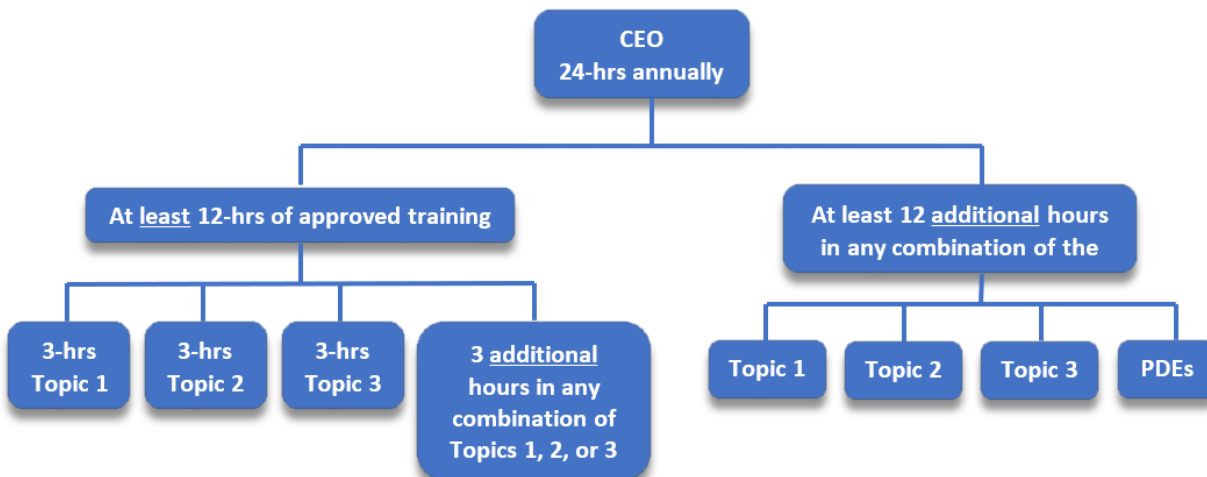 CEO
24-hrs annually
At least 12-hrs of approved training
At least 12 additional hours
in any combination of the
3-hrs
Topic 1
3-hrs
Topic 2
3-hrs
Topic 3
3 additional
hours in any
combination of
Topics 1, 2, or 3
Topic 1
Topic 2
Topic 3
PDEs